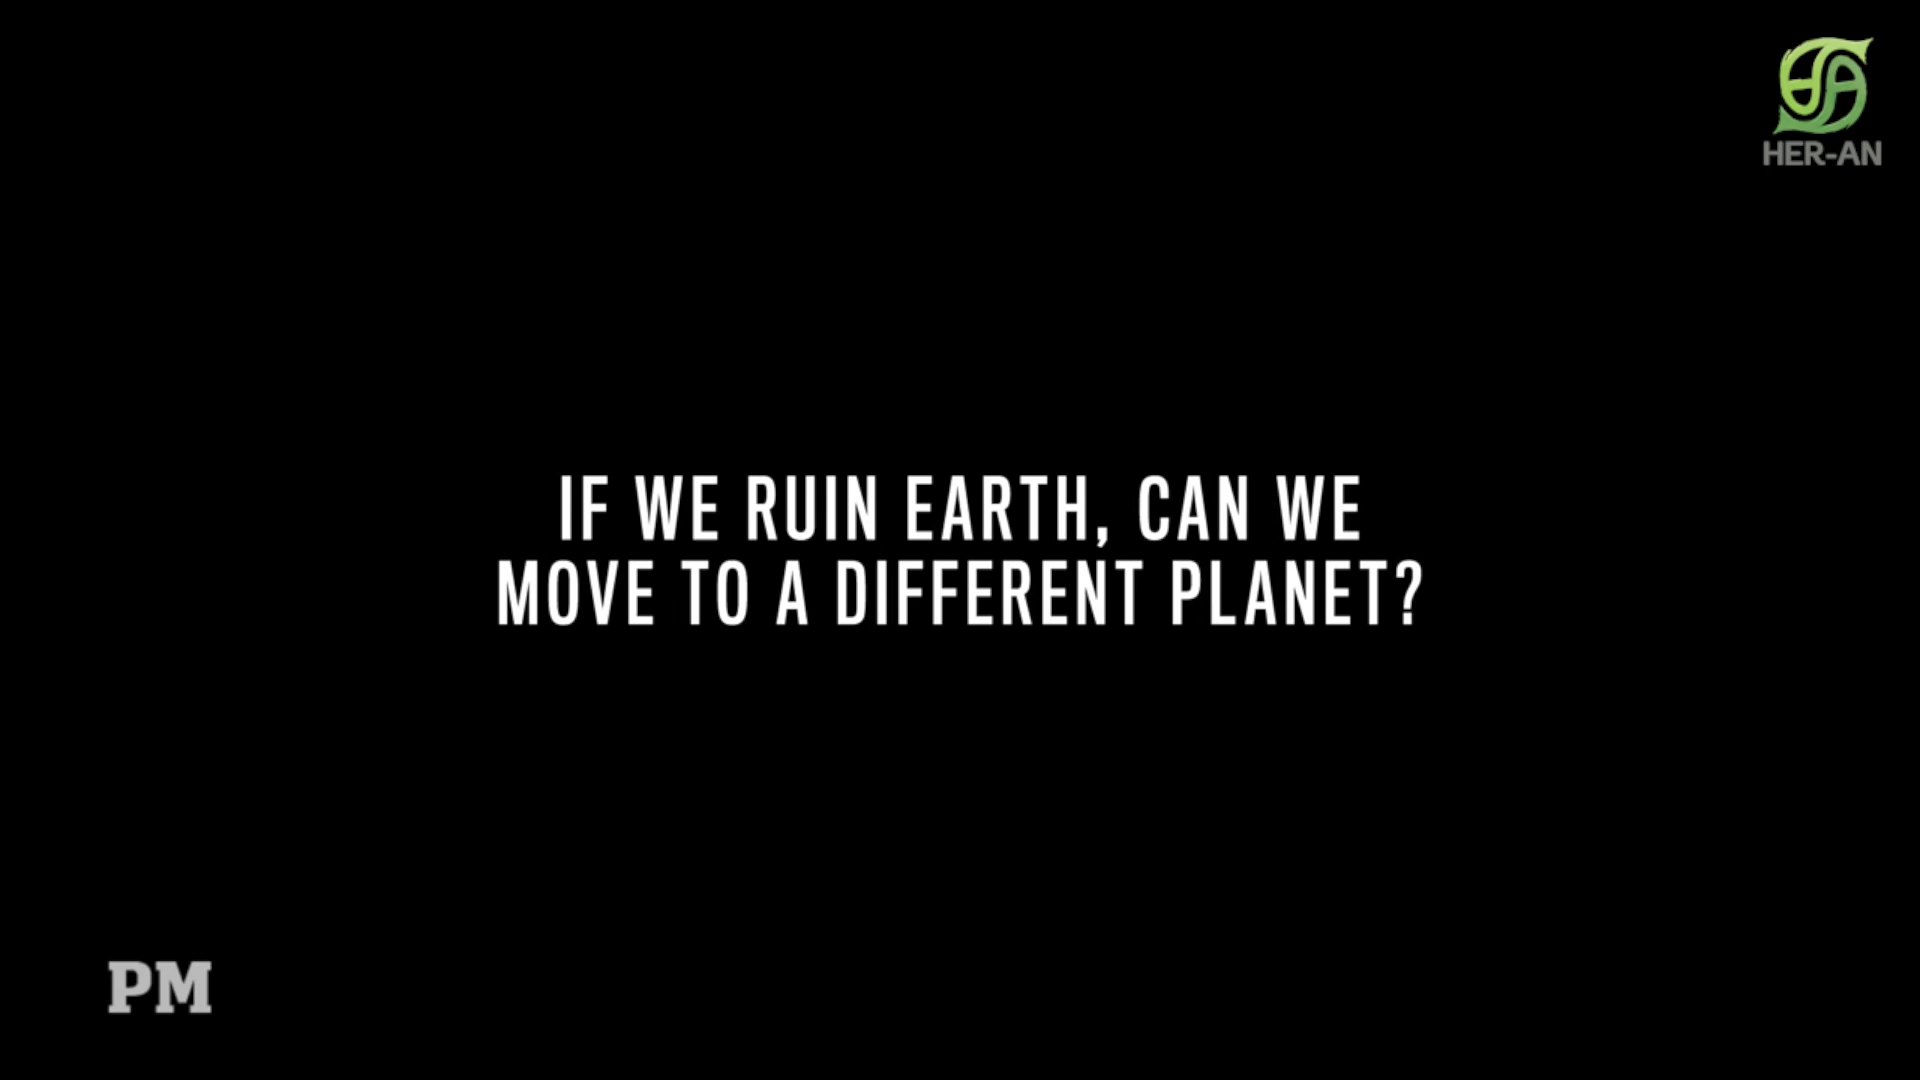 HER-AN
IF WE RUIN EARTH, CAN WE
MOVE TO A DIFFERENT PLANET?
PM